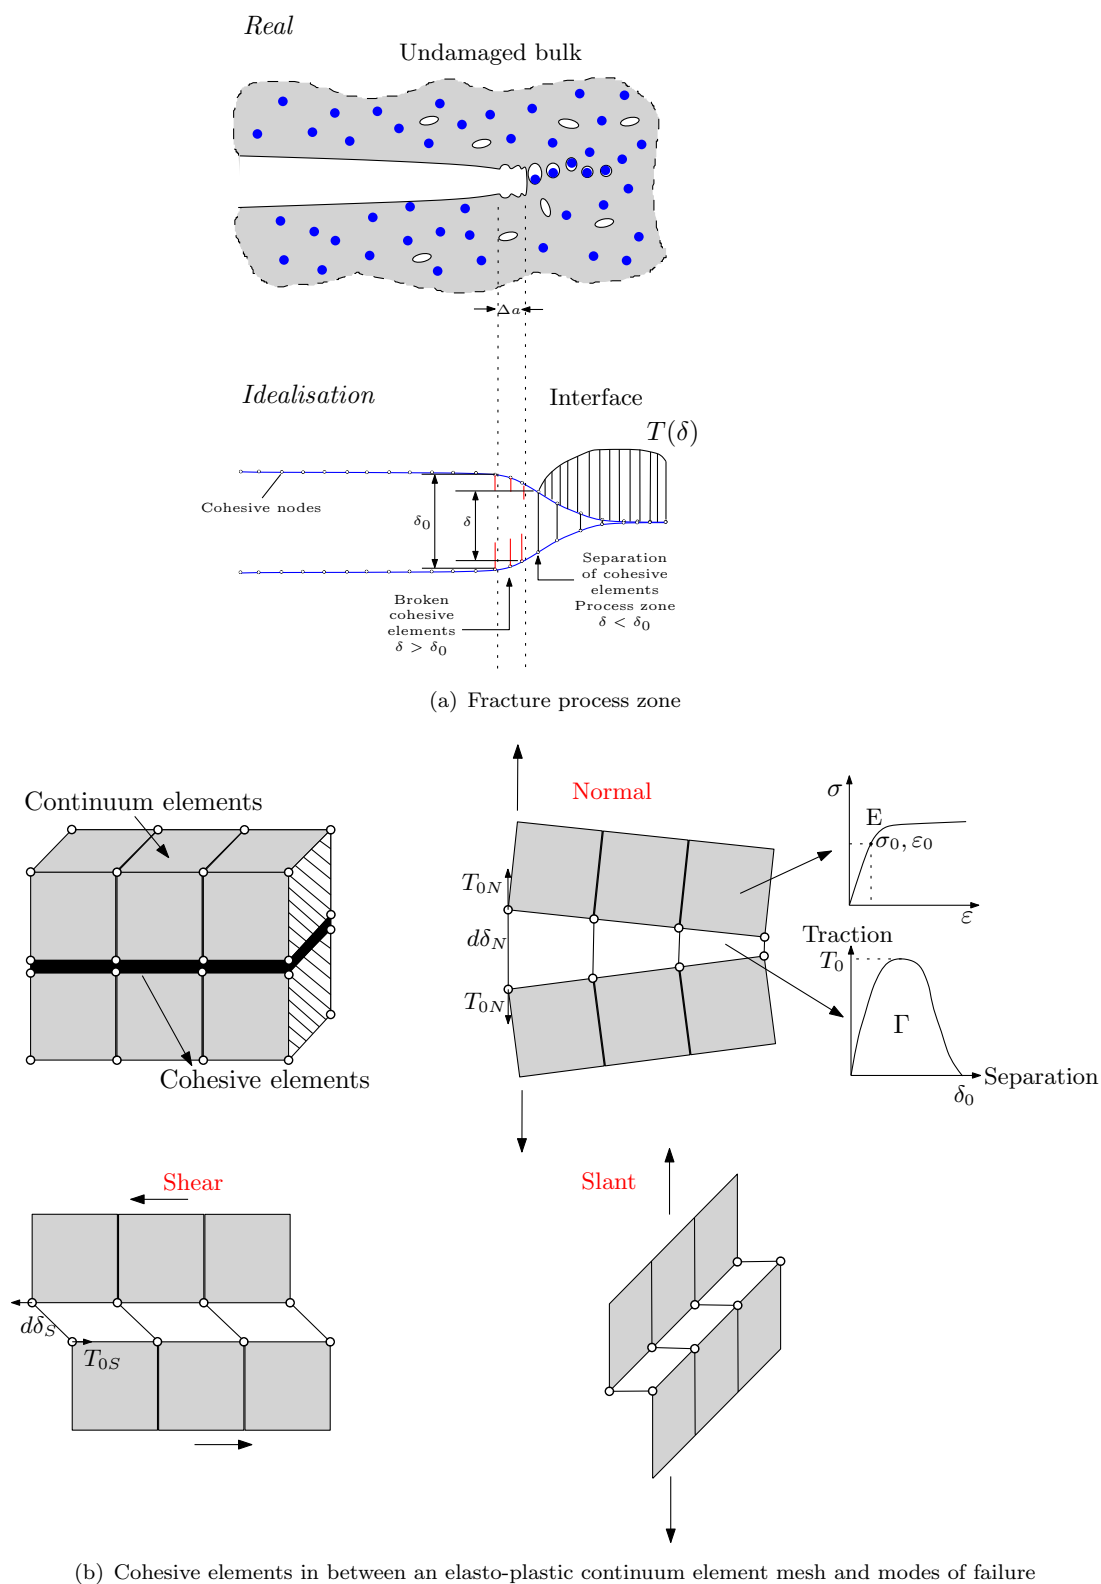 Real
Undamaged bulk
Δa
Idealisation
Interface
T(δ)
Cohesive nodes
δ₀
δ
Separation
of cohesive
elements
Process zone
δ < δ₀
Broken
cohesive
elements
δ > δ₀
(a) Fracture process zone
Continuum elements
Cohesive elements
Normal
T₀N
dδN
T₀N
σ
E
σ₀, ε₀
ε
Traction
T₀
Γ
δ₀
Separation
Shear
dδS
T₀S
Slant
(b) Cohesive elements in between an elasto-plastic continuum element mesh and modes of failure